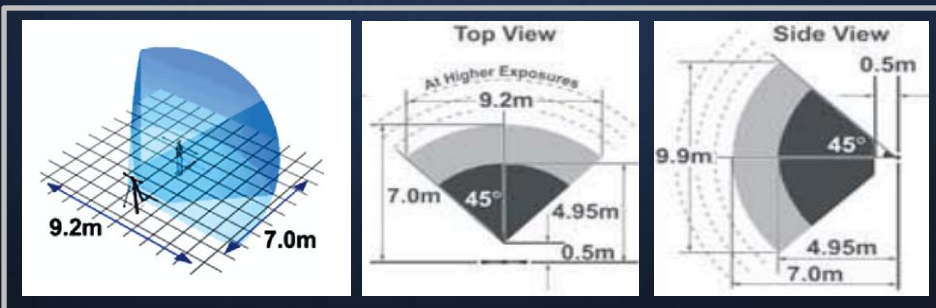 9.2m
7.0m
Top View
At Higher Exposures
9.2m
7.0m
45°
4.95m
0.5m
Side View
0.5m
45°
9.9m
4.95m
7.0m